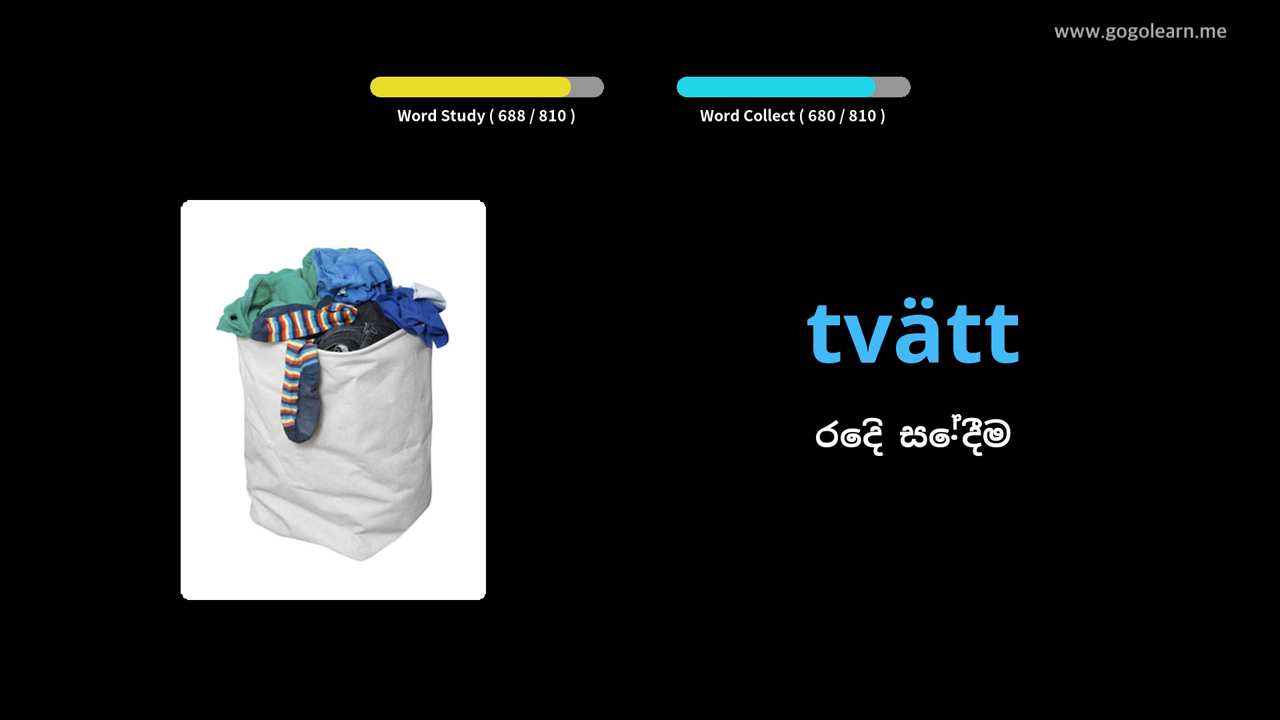 www.gogolearn.me
Word Study ( 688 / 810 )
Word Collect ( 680 / 810 )
tvätt
රෙදි සේදීම